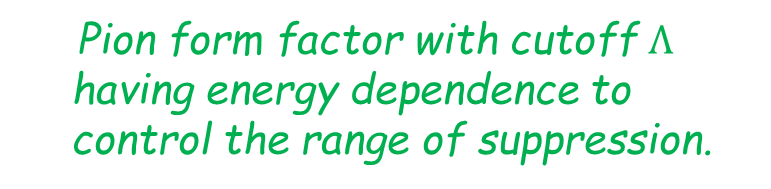 Pion form factor with cutoff Λ
having energy dependence to
control the range of suppression.